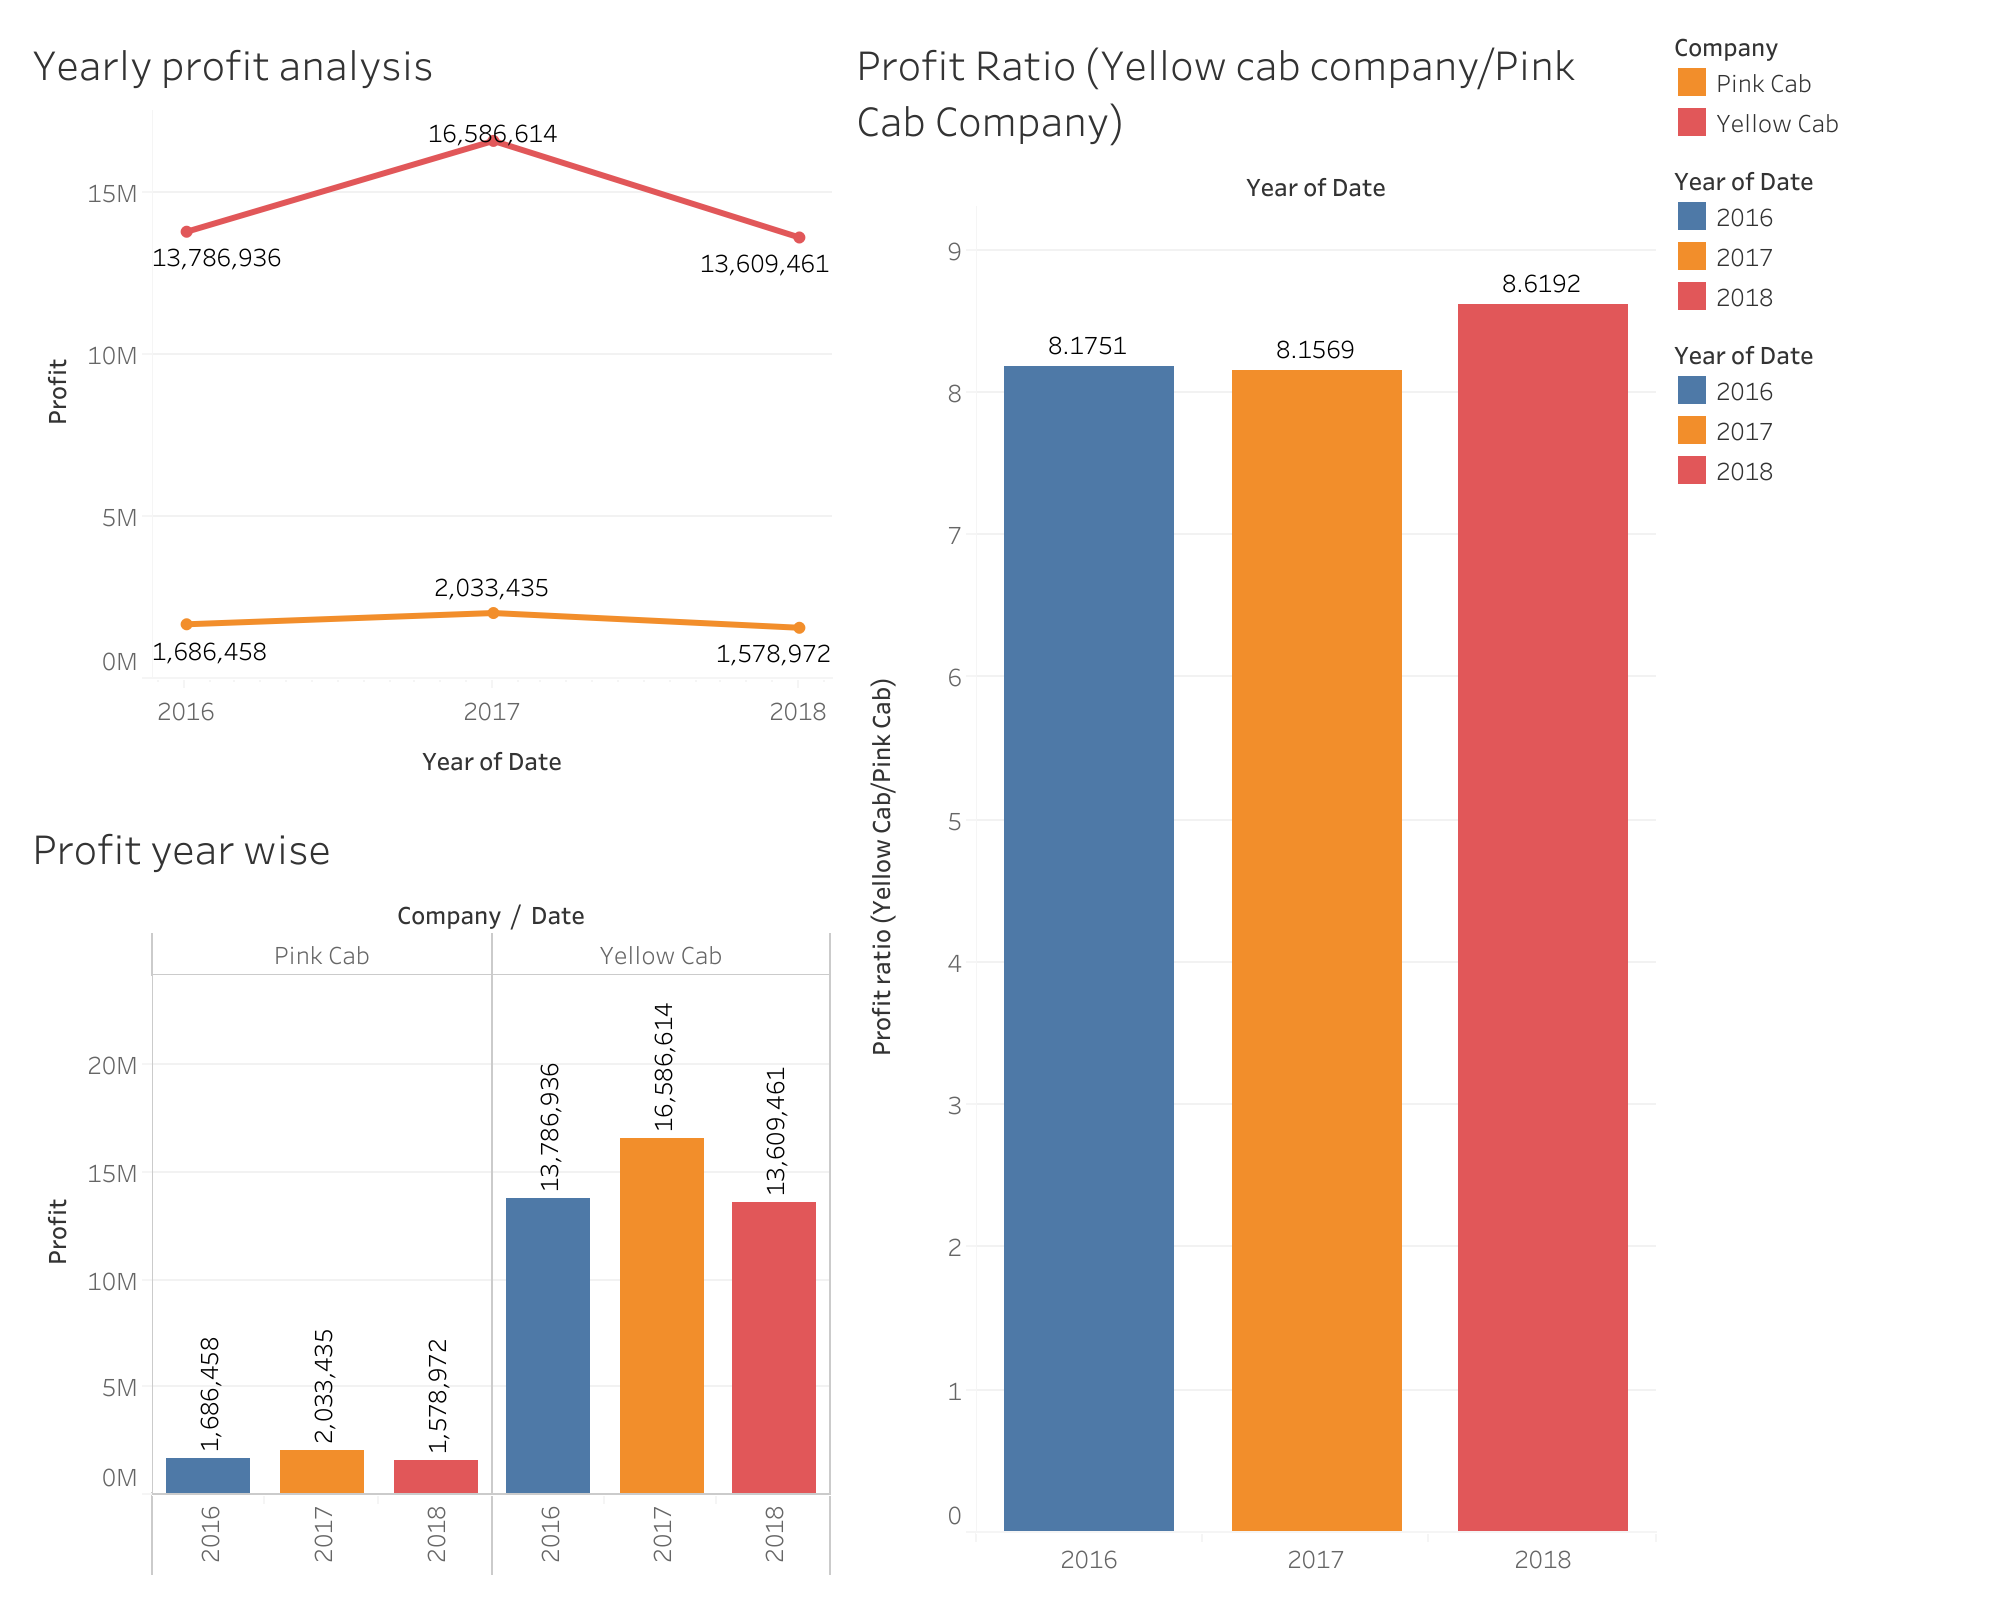 Yearly profit analysis
16,586,614
15M
13,786,936
13,609,461
10M
Profit
5M
2,033,435
0M
1,686,458
1,578,972
2016
2017
2018
Year of Date
Profit year wise
Company / Date
Pink Cab
Yellow Cab
20M
15M
10M
5M
0M
Profit
1,686,458
2,033,435
1,578,972
13,786,936
16,586,614
13,609,461
2016
2017
2018
2016
2017
2018
Profit Ratio (Yellow cab company/Pink
Cab Company)
Year of Date
9
8
7
6
5
4
3
2
1
0
Profit ratio (Yellow Cab/Pink Cab)
8.1751
8.1569
8.6192
2016
2017
2018
Company
Pink Cab
Yellow Cab
Year of Date
2016
2017
2018
Year of Date
2016
2017
2018